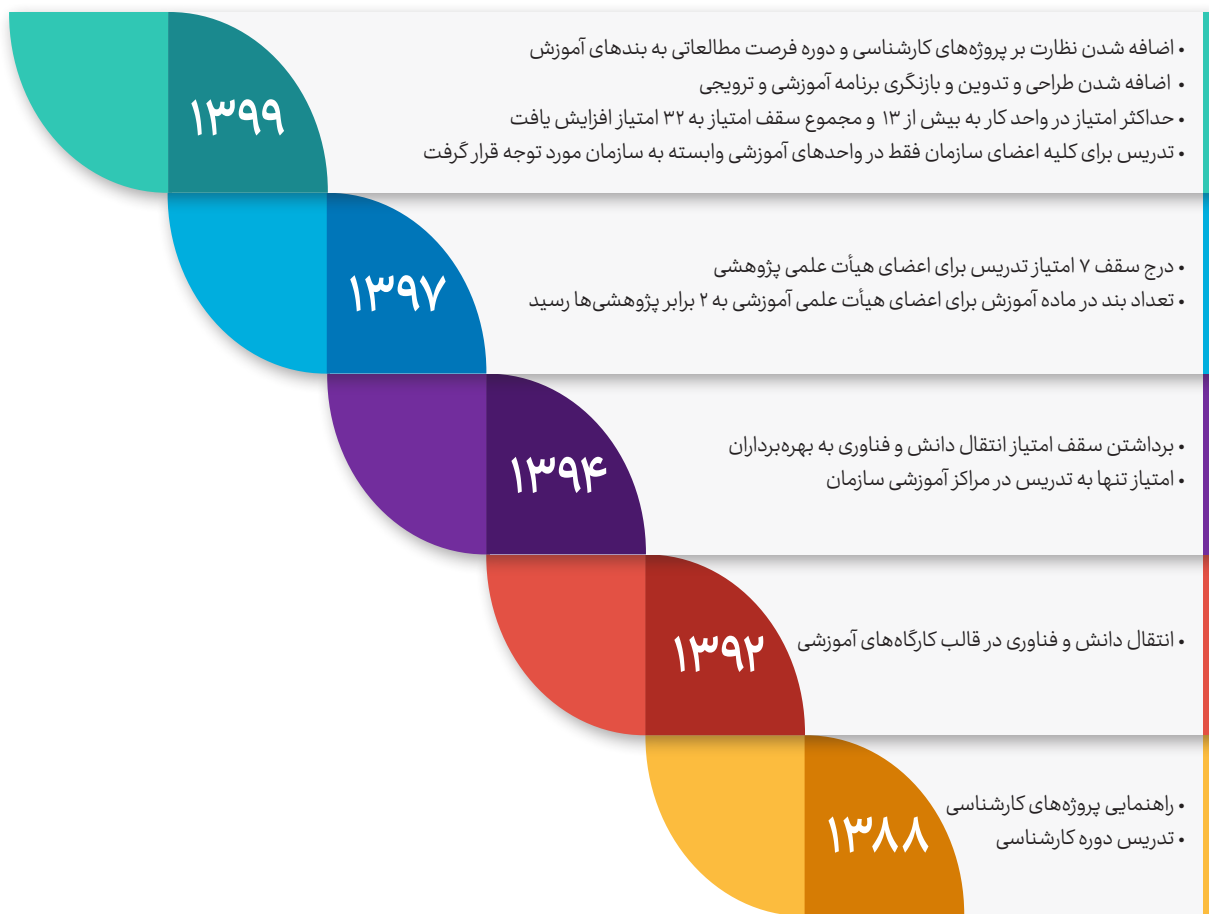 • اضافه شدن نظارت بر پروژه‌های کارشناسی و دوره فرصت مطالعاتی به بندهای آموزش
• اضافه شدن طراحی و تدوین و بازنگری برنامه آموزشی و ترویجی
• حداکثر امتیاز در واحد کار به بیش از ۱۳ و مجموع سقف امتیاز به ۳۲ امتیاز افزایش یافت
• تدریس برای کلیه اعضای سازمان فقط در واحدهای آموزشی وابسته به سازمان مورد توجه قرار گرفت
۱۳۹۹
• درج سقف ۷ امتیاز تدریس برای اعضای هیأت علمی پژوهشی
• تعداد بند در ماده آموزش برای اعضای هیأت علمی آموزشی به ۲ برابر پژوهشی‌ها رسید
۱۳۹۷
• برداشتن سقف امتیاز انتقال دانش و فناوری به بهره‌برداران
• امتیاز تنها به تدریس در مراکز آموزشی سازمان
۱۳۹۴
• انتقال دانش و فناوری در قالب کارگاه‌های آموزشی
۱۳۹۲
• راهنمایی پروژه‌های کارشناسی
• تدریس دوره کارشناسی
۱۳۸۸